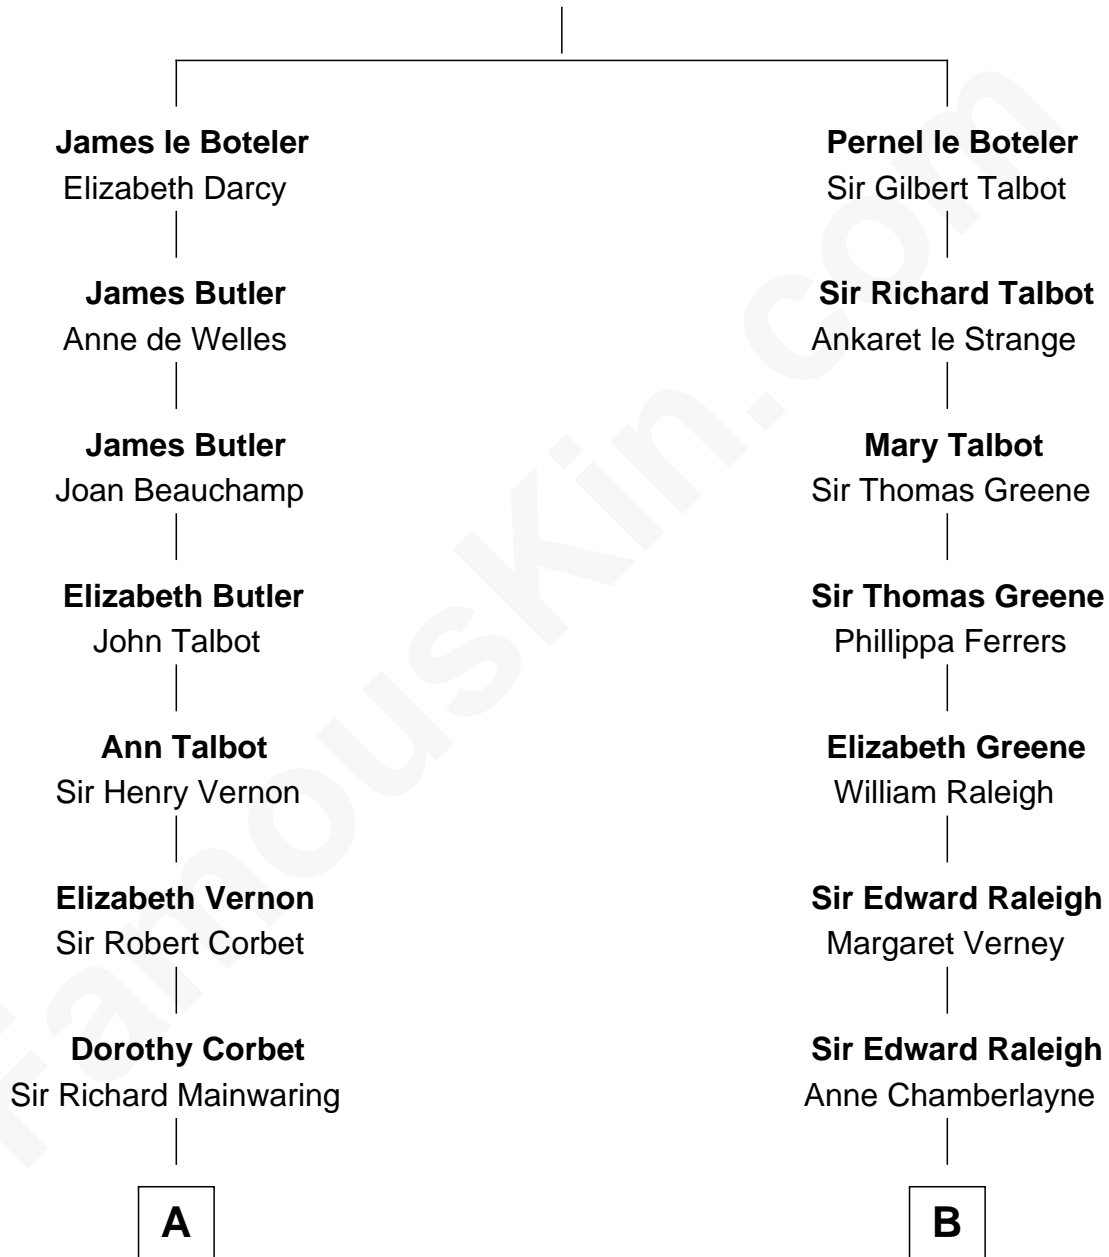 James le Boteler
Elizabeth Darcy
James Butler
Anne de Welles
James Butler
Joan Beauchamp
Elizabeth Butler
John Talbot
Ann Talbot
Sir Henry Vernon
Elizabeth Vernon
Sir Robert Corbet
Dorothy Corbet
Sir Richard Mainwaring
A
Pernel le Boteler
Sir Gilbert Talbot
Sir Richard Talbot
Ankaret le Strange
Mary Talbot
Sir Thomas Greene
Sir Thomas Greene
Phillippa Ferrers
Elizabeth Greene
William Raleigh
Sir Edward Raleigh
Margaret Verney
Sir Edward Raleigh
Anne Chamberlayne
B
FamousKin.com